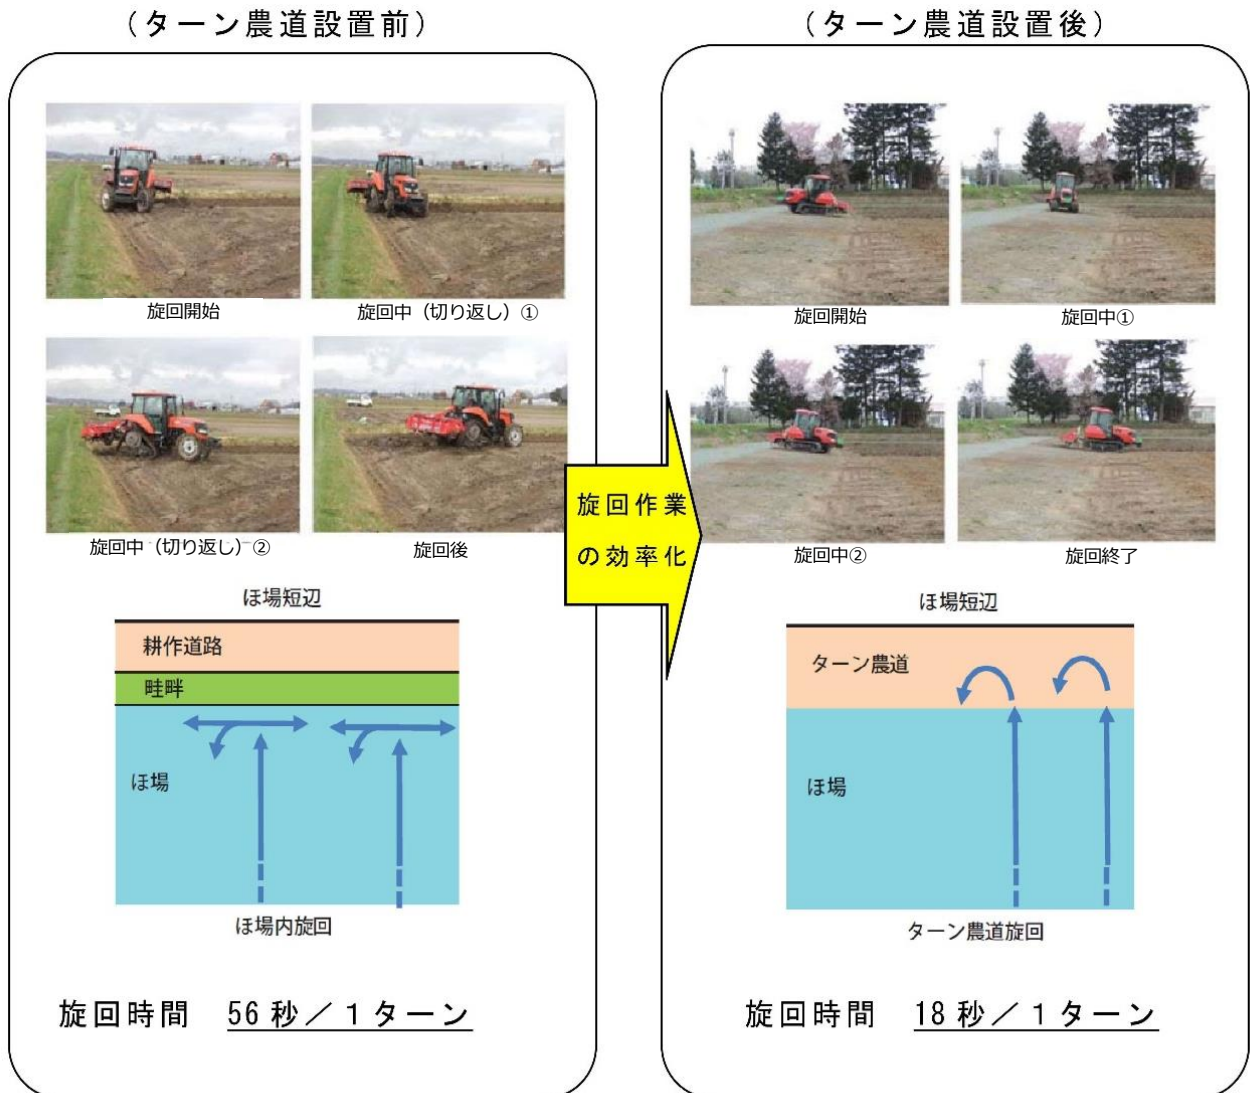 （ターン農道設置前）
旋回開始
旋回中（切り返し）①
旋回中（切り返し）②
旋回後
ほ場短辺
耕作道路
畦畔
ほ場
ほ場内旋回
旋回時間　56秒／１ターン
旋回作業
の効率化
（ターン農道設置後）
旋回開始
旋回中①
旋回中②
旋回終了
ほ場短辺
ターン農道
ほ場
ターン農道旋回
旋回時間　18秒／１ターン